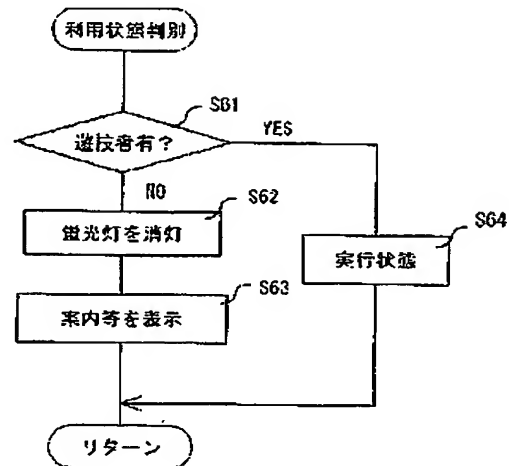 利用状態判別
S61
遊技者有？
YES
NO
S62
蛍光灯を消灯
S64
実行状態
S63
案内等を表示
リターン